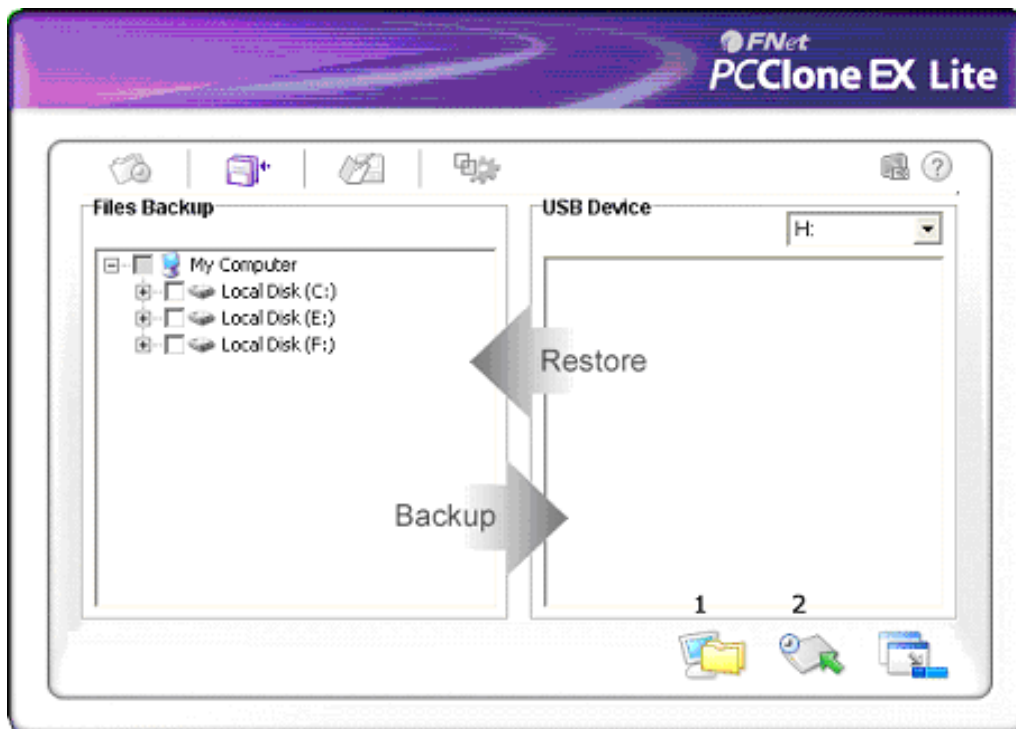 FNet
PCClone EX Lite
Files Backup
My Computer
Local Disk (C:)
Local Disk (E:)
Local Disk (F:)
USB Device
H:
Restore
Backup
1
2